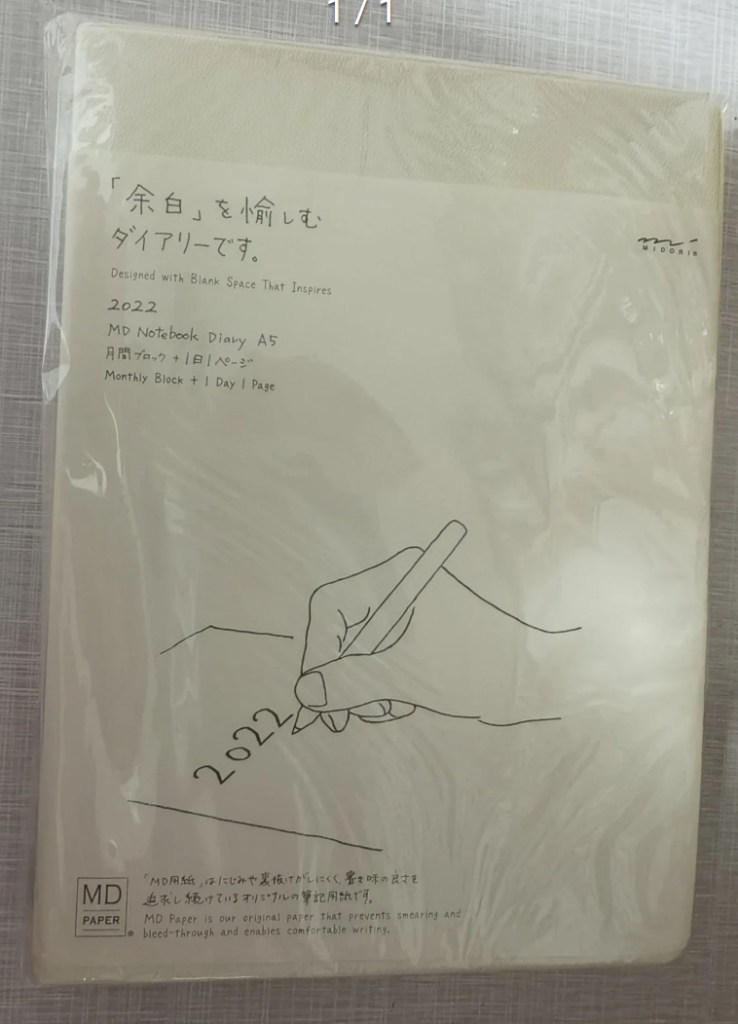 1/1
「余白」を愉しむ
ダイアリーです。
MIDORI
Designed with Blank Space That Inspires
2022
MD Notebook Diary A5
月間ブロック + 1日1ページ
Monthly Block + 1 Day 1 Page
2022
MD
PAPER
「MD用紙」はにじみや裏抜けがしにくく、書き味の良さを
追求し続けているオリジナルの筆記用紙です。
MD Paper is our original paper that prevents smearing and
bleed-through and enables comfortable writing.